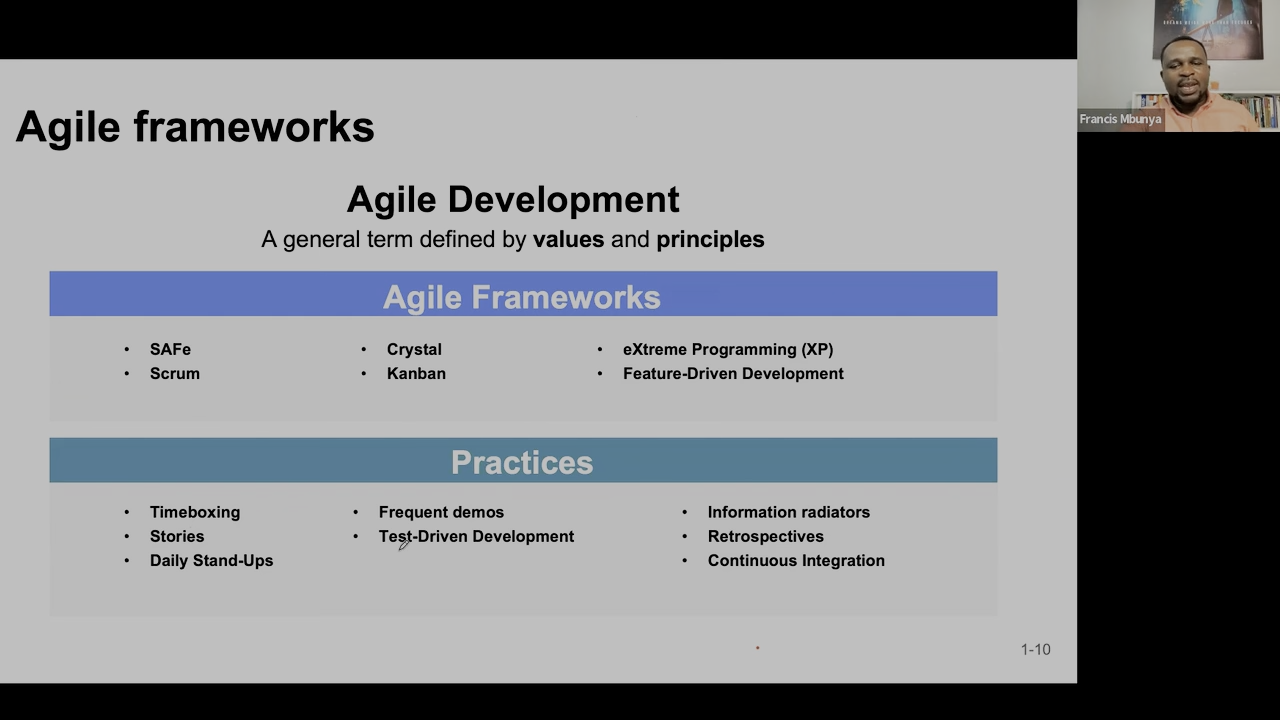 Agile frameworks
Agile Development
A general term defined by values and principles
Agile Frameworks
• SAFe
• Scrum
• Crystal
• Kanban
• eXtreme Programming (XP)
• Feature-Driven Development
Practices
• Timeboxing
• Stories
• Daily Stand-Ups
• Frequent demos
• Test-Driven Development
• Information radiators
• Retrospectives
• Continuous Integration
1-10
Francis Mbunya